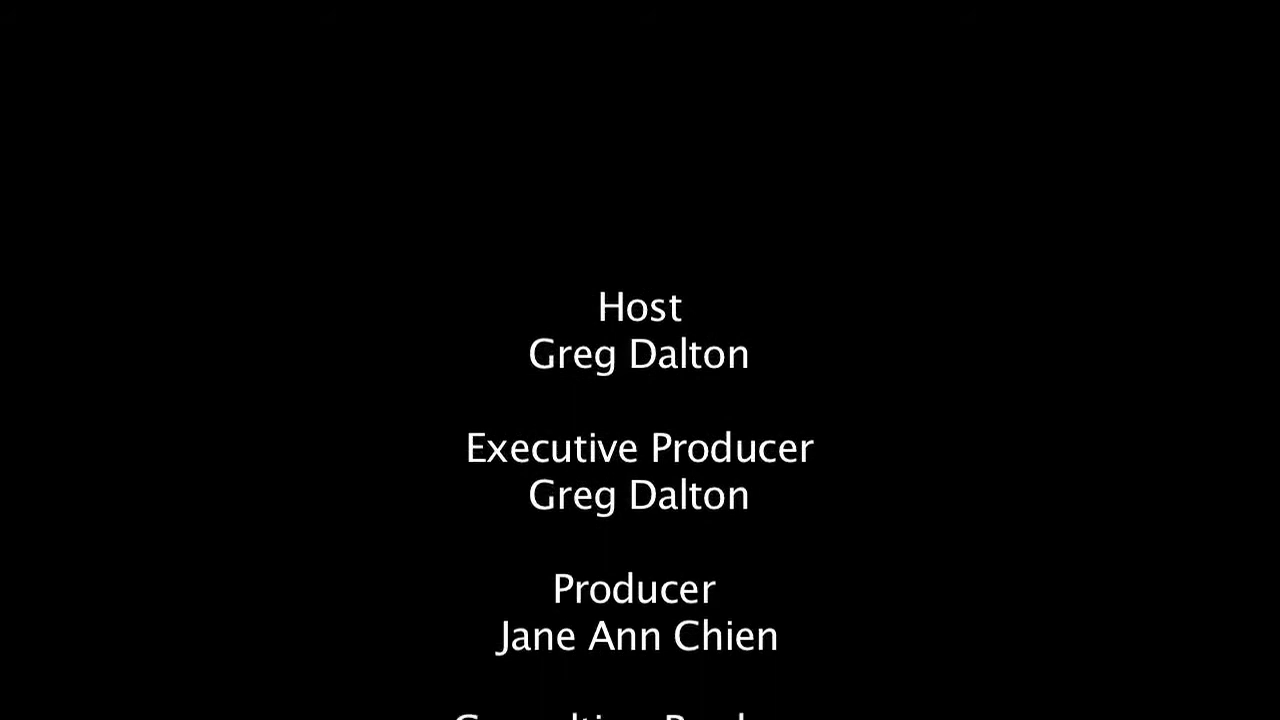 Host
Greg Dalton
Executive Producer
Greg Dalton
Producer
Jane Ann Chien